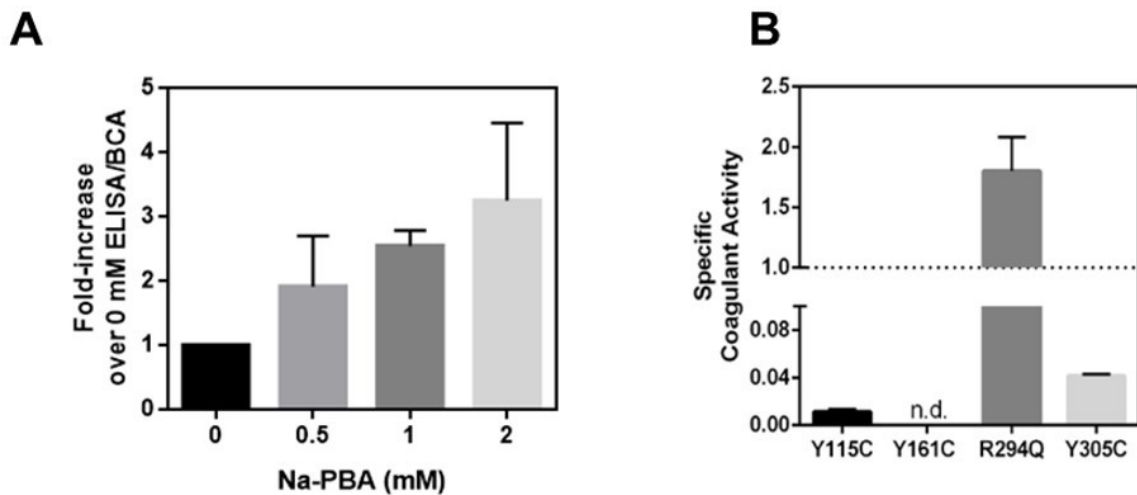 A
Fold-increase
over 0 mM ELISA/BCA
5
4
3
2
1
0
0 0.5 1 2
Na-PBA (mM)
B
Specific
Coagulant Activity
2.5
2.0
1.5
1.0
0.08
0.04
0.00
n.d.
Y115C Y161C R294Q Y305C